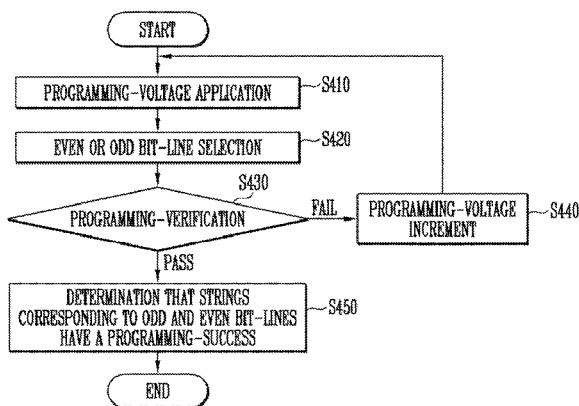 START
PROGRAMMING-VOLTAGE APPLICATION
S410
EVEN OR ODD BIT-LINE SELECTION
S420
S430
PROGRAMMING-VERIFICATION
FAIL
PROGRAMMING-VOLTAGE
INCREMENT
S440
PASS
DETERMINATION THAT STRINGS
CORRESPONDING TO ODD AND EVEN BIT-LINES
HAVE A PROGRAMMING-SUCCESS
S450
END